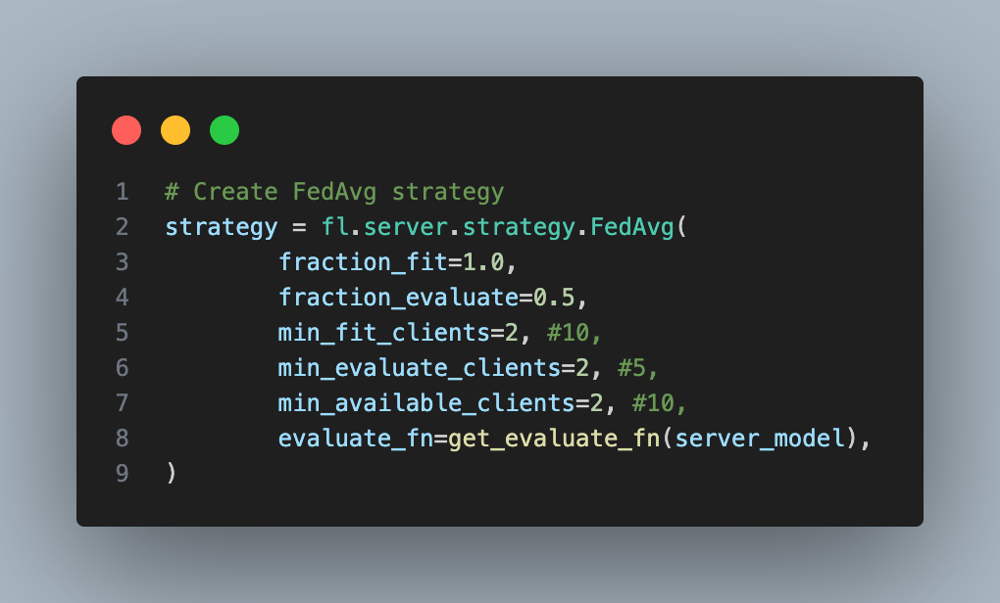 1 # Create FedAvg strategy
2 strategy = fl.server.strategy.FedAvg(
3         fraction_fit=1.0,
4         fraction_evaluate=0.5,
5         min_fit_clients=2, #10,
6         min_evaluate_clients=2, #5,
7         min_available_clients=2, #10,
8         evaluate_fn=get_evaluate_fn(server_model),
9 )